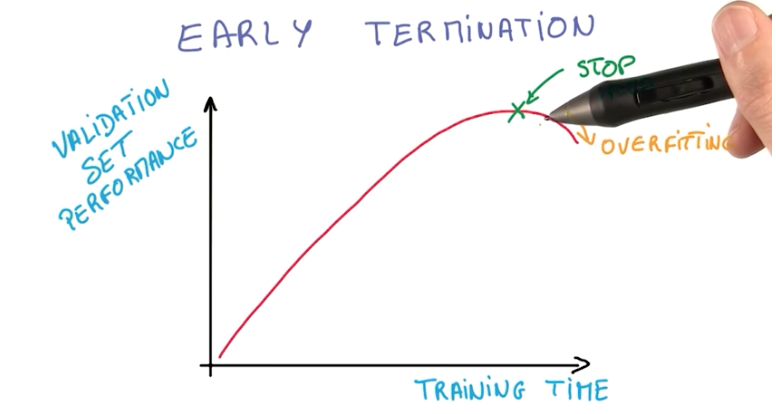 EARLY TERMINATION
STOP
VALIDATION
SET
PERFORMANCE
OVERFITTING
TRAINING TIME